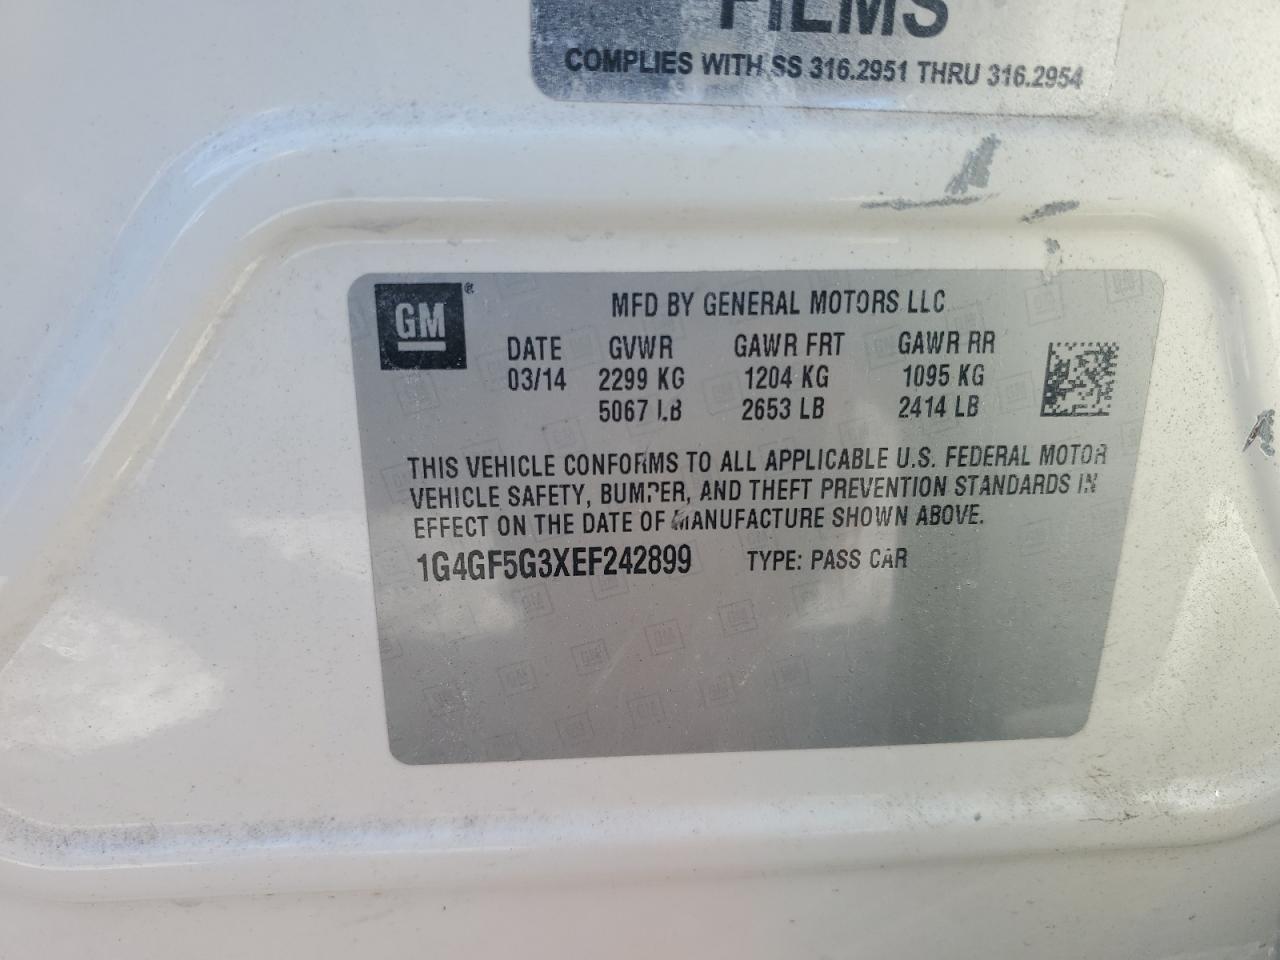 FILMS
COMPLIES WITH SS 316.2951 THRU 316.2954
GM®
MFD BY GENERAL MOTORS LLC
DATE GVWR GAWR FRT GAWR RR
03/14 2299 KG 1204 KG 1095 KG
5067 LB 2653 LB 2414 LB
THIS VEHICLE CONFORMS TO ALL APPLICABLE U.S. FEDERAL MOTOR
VEHICLE SAFETY, BUMPER, AND THEFT PREVENTION STANDARDS IN
EFFECT ON THE DATE OF MANUFACTURE SHOWN ABOVE.
1G4GF5G3XEF242899 TYPE: PASS CAR